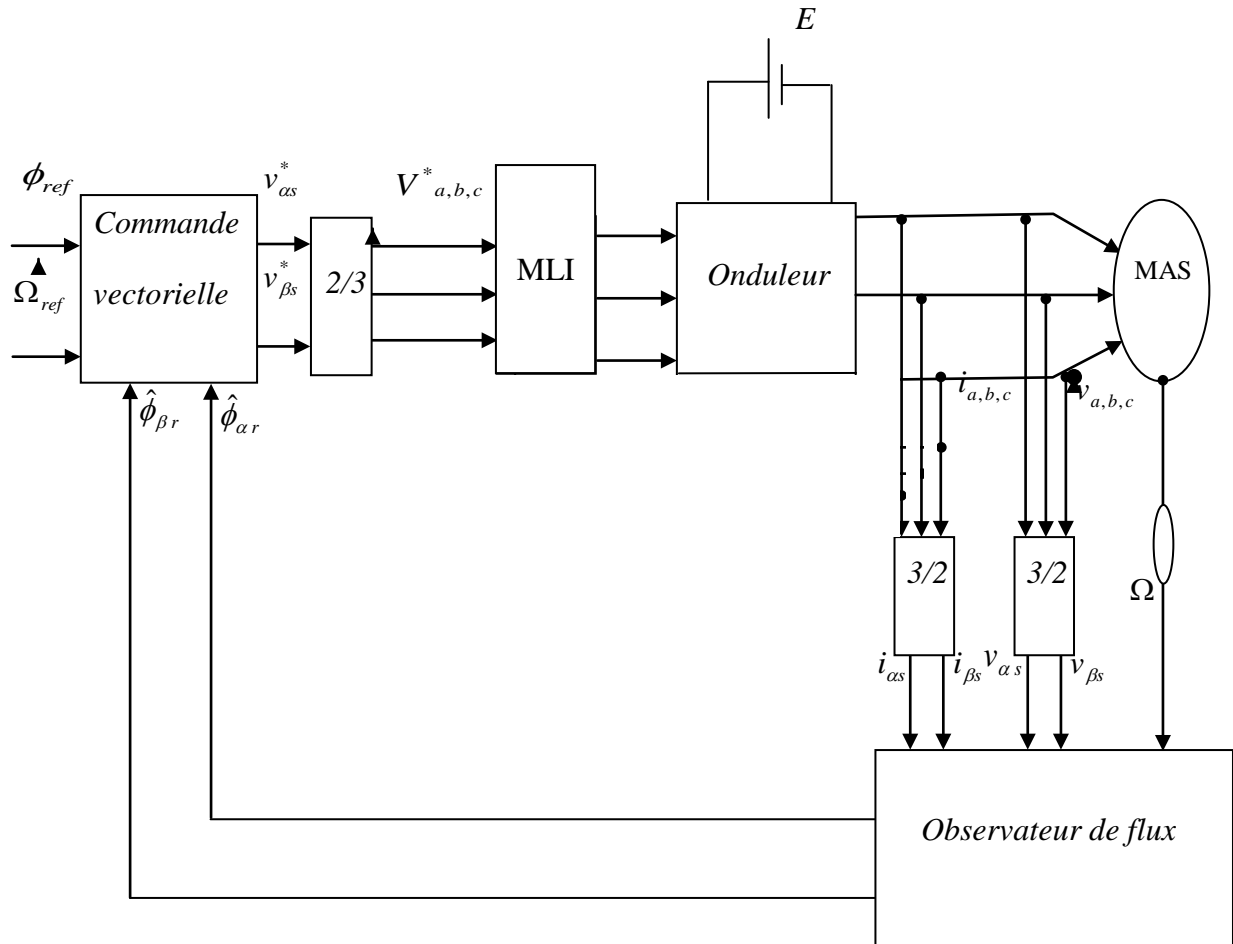 E
ϕ_ref
v*_αs
V*_a,b,c
Commande
vectorielle
Ω_ref
v*_βs
2/3
MLI
Onduleur
MAS
i_a,b,c
v_a,b,c
ϕ̂_βr
ϕ̂_αr
3/2
3/2
Ω
i_αs
i_βs
v_αs
v_βs
Observateur de flux